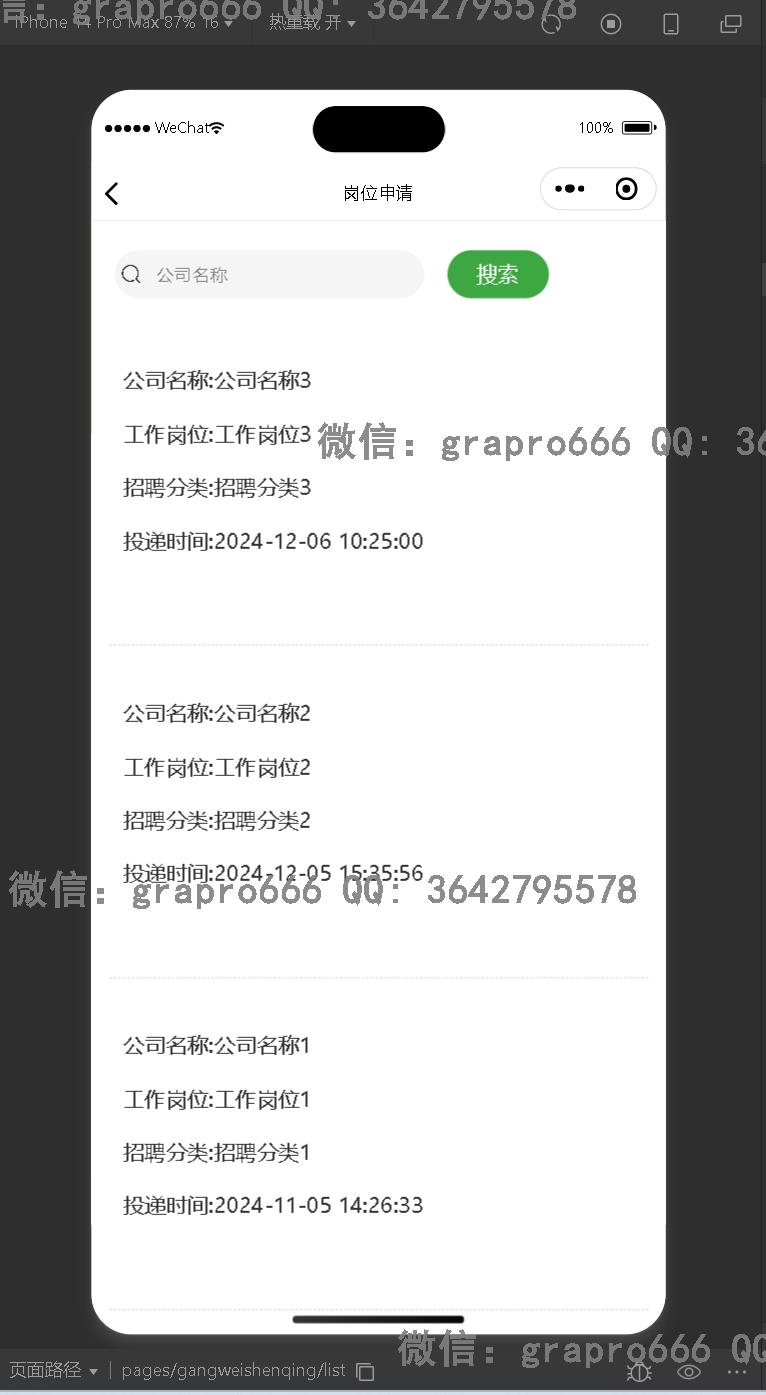 信: grapro666 QQ: 3642795578
iPhone 14 Pro Max 87% 16
热重载 开
WeChat
100%
岗位申请
公司名称
搜索
公司名称:公司名称3
工作岗位:工作岗位3
微信: grapro666 QQ: 36
招聘分类:招聘分类3
投递时间:2024-12-06 10:25:00
公司名称:公司名称2
工作岗位:工作岗位2
招聘分类:招聘分类2
投递时间:2024-12-05 15:35:56
微信: grapro666 QQ: 3642795578
公司名称:公司名称1
工作岗位:工作岗位1
招聘分类:招聘分类1
投递时间:2024-11-05 14:26:33
微信: grapro666 QQ
页面路径
pages/gangweishenqing/list